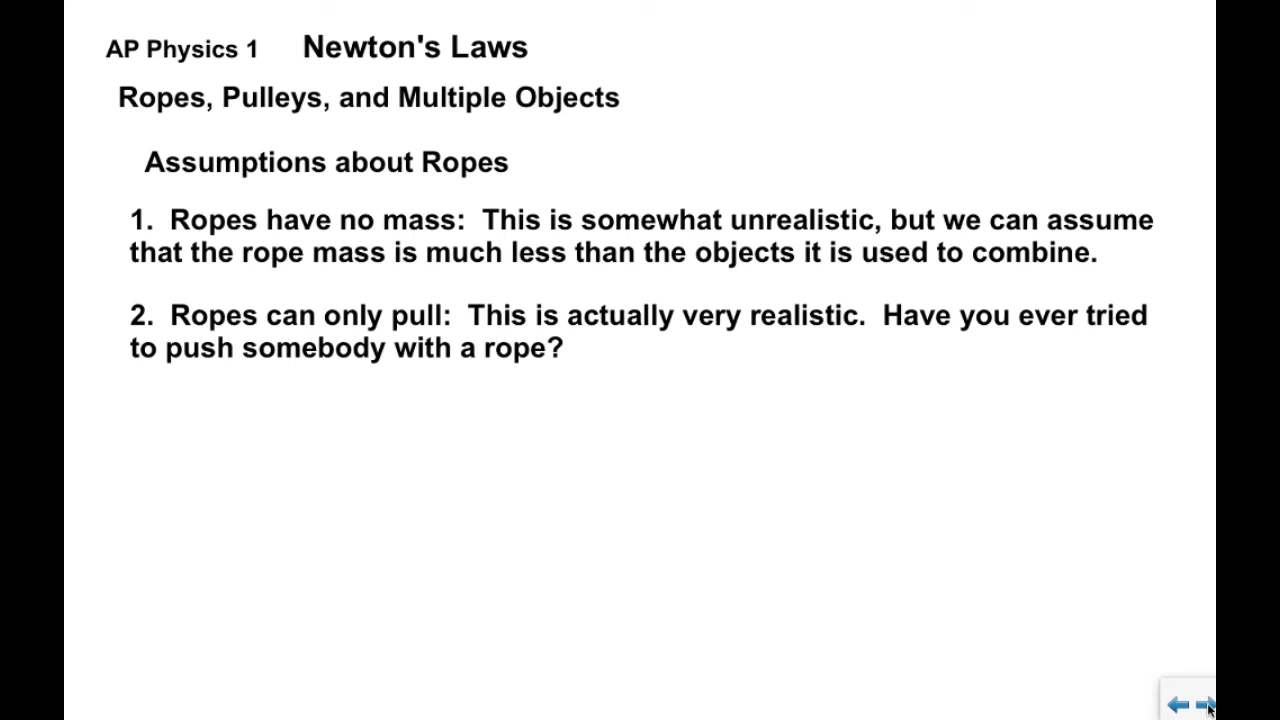 AP Physics 1 Newton's Laws
Ropes, Pulleys, and Multiple Objects
Assumptions about Ropes
1. Ropes have no mass: This is somewhat unrealistic, but we can assume
that the rope mass is much less than the objects it is used to combine.
2. Ropes can only pull: This is actually very realistic. Have you ever tried
to push somebody with a rope?